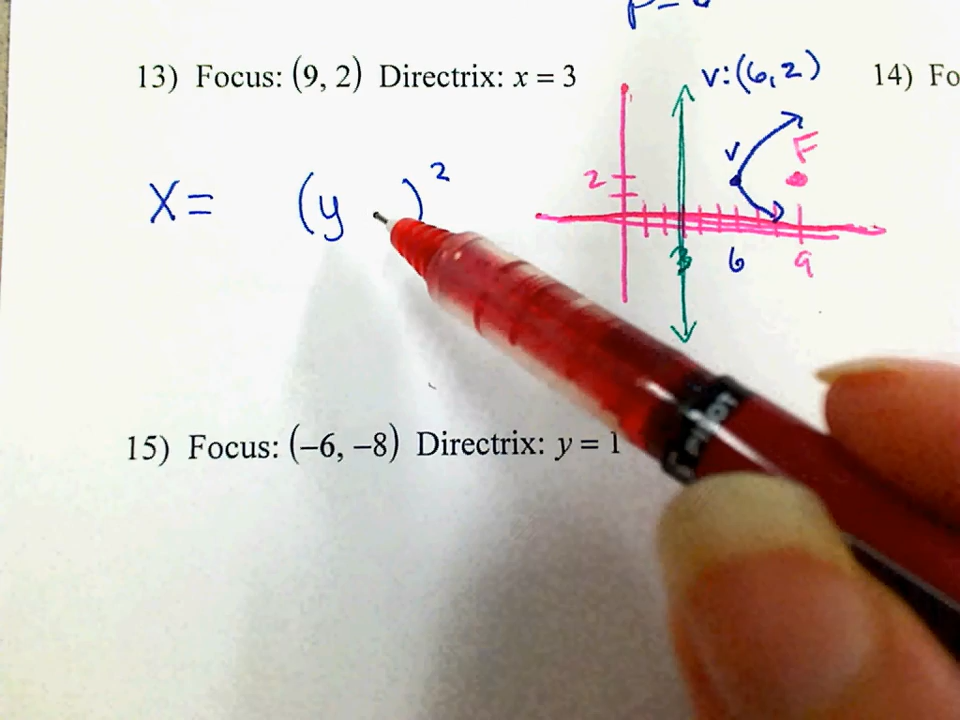 13) Focus: (9, 2) Directrix: x = 3
v: (6, 2)
14) Fo
x = (y )²
v
F
2
3 6 9
15) Focus: (−6, −8) Directrix: y = 1